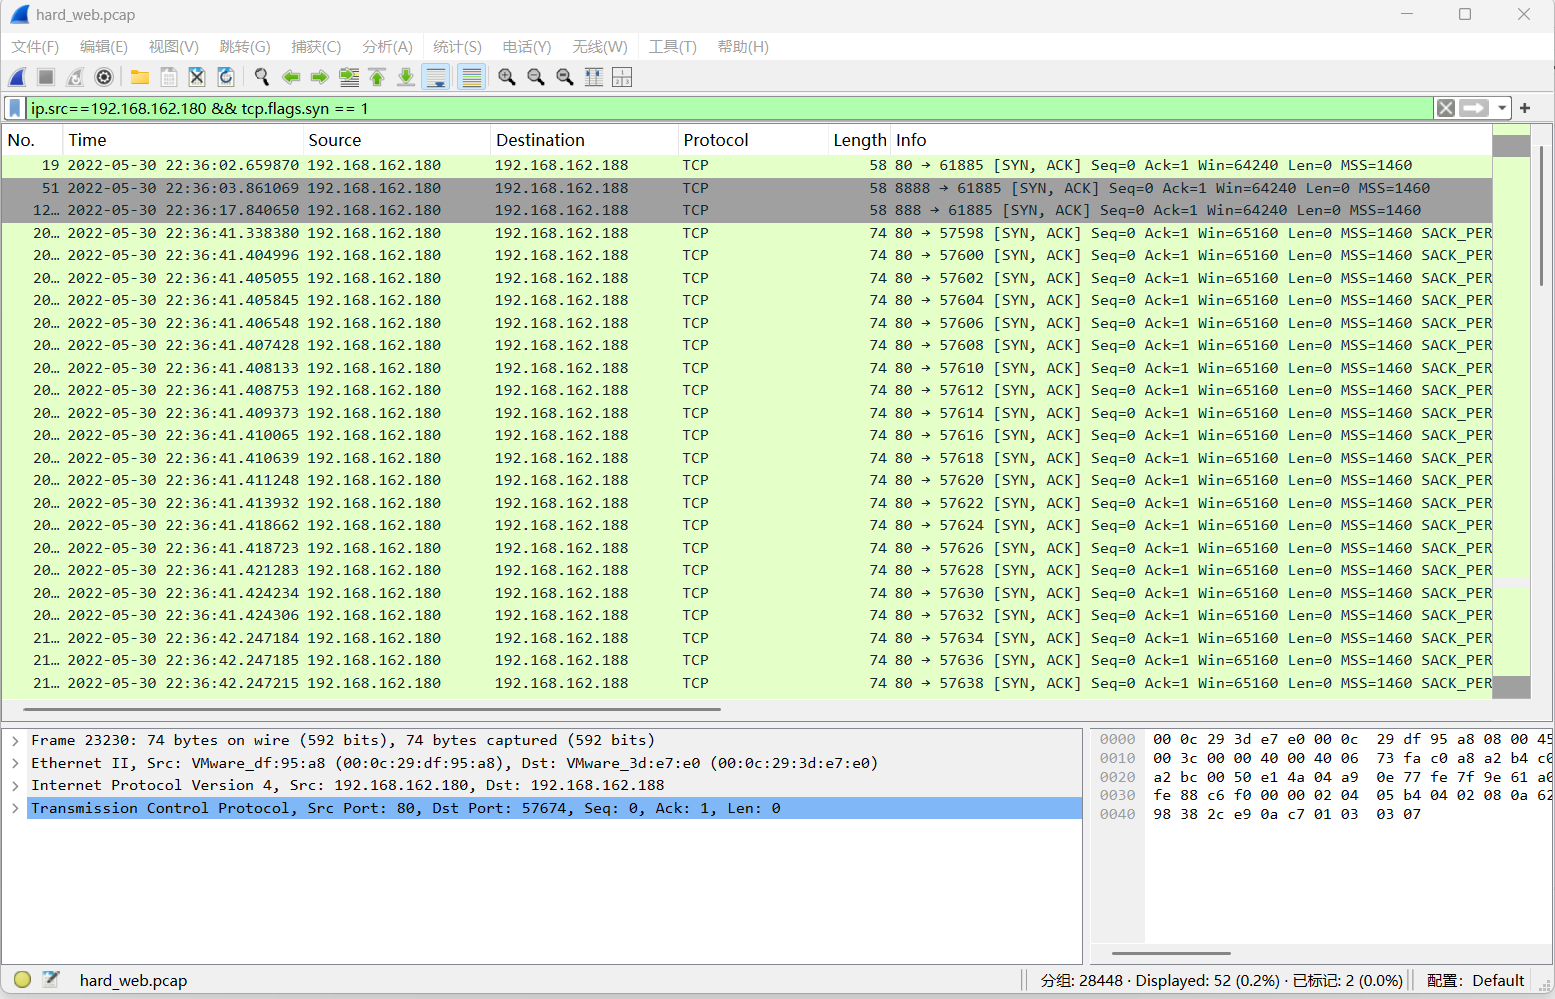 hard_web.pcap
文件(F) 编辑(E) 视图(V) 跳转(G) 捕获(C) 分析(A) 统计(S) 电话(Y) 无线(W) 工具(T) 帮助(H)
ip.src==192.168.162.180 && tcp.flags.syn == 1
No. Time Source Destination Protocol Length Info
19 2022-05-30 22:36:02.659870 192.168.162.180 192.168.162.188 TCP 58 80 → 61885 [SYN, ACK] Seq=0 Ack=1 Win=64240 Len=0 MSS=1460
51 2022-05-30 22:36:03.861069 192.168.162.180 192.168.162.188 TCP 58 8888 → 61885 [SYN, ACK] Seq=0 Ack=1 Win=64240 Len=0 MSS=1460
12… 2022-05-30 22:36:17.840650 192.168.162.180 192.168.162.188 TCP 58 888 → 61885 [SYN, ACK] Seq=0 Ack=1 Win=64240 Len=0 MSS=1460
20… 2022-05-30 22:36:41.338380 192.168.162.180 192.168.162.188 TCP 74 80 → 57598 [SYN, ACK] Seq=0 Ack=1 Win=65160 Len=0 MSS=1460 SACK_PER
20… 2022-05-30 22:36:41.404996 192.168.162.180 192.168.162.188 TCP 74 80 → 57600 [SYN, ACK] Seq=0 Ack=1 Win=65160 Len=0 MSS=1460 SACK_PER
20… 2022-05-30 22:36:41.405055 192.168.162.180 192.168.162.188 TCP 74 80 → 57602 [SYN, ACK] Seq=0 Ack=1 Win=65160 Len=0 MSS=1460 SACK_PER
20… 2022-05-30 22:36:41.405845 192.168.162.180 192.168.162.188 TCP 74 80 → 57604 [SYN, ACK] Seq=0 Ack=1 Win=65160 Len=0 MSS=1460 SACK_PER
20… 2022-05-30 22:36:41.406548 192.168.162.180 192.168.162.188 TCP 74 80 → 57606 [SYN, ACK] Seq=0 Ack=1 Win=65160 Len=0 MSS=1460 SACK_PER
20… 2022-05-30 22:36:41.407428 192.168.162.180 192.168.162.188 TCP 74 80 → 57608 [SYN, ACK] Seq=0 Ack=1 Win=65160 Len=0 MSS=1460 SACK_PER
20… 2022-05-30 22:36:41.408133 192.168.162.180 192.168.162.188 TCP 74 80 → 57610 [SYN, ACK] Seq=0 Ack=1 Win=65160 Len=0 MSS=1460 SACK_PER
20… 2022-05-30 22:36:41.408753 192.168.162.180 192.168.162.188 TCP 74 80 → 57612 [SYN, ACK] Seq=0 Ack=1 Win=65160 Len=0 MSS=1460 SACK_PER
20… 2022-05-30 22:36:41.409373 192.168.162.180 192.168.162.188 TCP 74 80 → 57614 [SYN, ACK] Seq=0 Ack=1 Win=65160 Len=0 MSS=1460 SACK_PER
20… 2022-05-30 22:36:41.410065 192.168.162.180 192.168.162.188 TCP 74 80 → 57616 [SYN, ACK] Seq=0 Ack=1 Win=65160 Len=0 MSS=1460 SACK_PER
20… 2022-05-30 22:36:41.410639 192.168.162.180 192.168.162.188 TCP 74 80 → 57618 [SYN, ACK] Seq=0 Ack=1 Win=65160 Len=0 MSS=1460 SACK_PER
20… 2022-05-30 22:36:41.411248 192.168.162.180 192.168.162.188 TCP 74 80 → 57620 [SYN, ACK] Seq=0 Ack=1 Win=65160 Len=0 MSS=1460 SACK_PER
20… 2022-05-30 22:36:41.413932 192.168.162.180 192.168.162.188 TCP 74 80 → 57622 [SYN, ACK] Seq=0 Ack=1 Win=65160 Len=0 MSS=1460 SACK_PER
20… 2022-05-30 22:36:41.418662 192.168.162.180 192.168.162.188 TCP 74 80 → 57624 [SYN, ACK] Seq=0 Ack=1 Win=65160 Len=0 MSS=1460 SACK_PER
20… 2022-05-30 22:36:41.418723 192.168.162.180 192.168.162.188 TCP 74 80 → 57626 [SYN, ACK] Seq=0 Ack=1 Win=65160 Len=0 MSS=1460 SACK_PER
20… 2022-05-30 22:36:41.421283 192.168.162.180 192.168.162.188 TCP 74 80 → 57628 [SYN, ACK] Seq=0 Ack=1 Win=65160 Len=0 MSS=1460 SACK_PER
20… 2022-05-30 22:36:41.424234 192.168.162.180 192.168.162.188 TCP 74 80 → 57630 [SYN, ACK] Seq=0 Ack=1 Win=65160 Len=0 MSS=1460 SACK_PER
20… 2022-05-30 22:36:41.424306 192.168.162.180 192.168.162.188 TCP 74 80 → 57632 [SYN, ACK] Seq=0 Ack=1 Win=65160 Len=0 MSS=1460 SACK_PER
21… 2022-05-30 22:36:42.247184 192.168.162.180 192.168.162.188 TCP 74 80 → 57634 [SYN, ACK] Seq=0 Ack=1 Win=65160 Len=0 MSS=1460 SACK_PER
21… 2022-05-30 22:36:42.247185 192.168.162.180 192.168.162.188 TCP 74 80 → 57636 [SYN, ACK] Seq=0 Ack=1 Win=65160 Len=0 MSS=1460 SACK_PER
21… 2022-05-30 22:36:42.247215 192.168.162.180 192.168.162.188 TCP 74 80 → 57638 [SYN, ACK] Seq=0 Ack=1 Win=65160 Len=0 MSS=1460 SACK_PER
Frame 23230: 74 bytes on wire (592 bits), 74 bytes captured (592 bits)
Ethernet II, Src: VMware_df:95:a8 (00:0c:29:df:95:a8), Dst: VMware_3d:e7:e0 (00:0c:29:3d:e7:e0)
Internet Protocol Version 4, Src: 192.168.162.180, Dst: 192.168.162.188
Transmission Control Protocol, Src Port: 80, Dst Port: 57674, Seq: 0, Ack: 1, Len: 0
0000 00 0c 29 3d e7 e0 00 0c 29 df 95 a8 08 00 45
0010 00 3c 00 00 40 00 40 06 73 fa c0 a8 a2 b4 c0
0020 a2 bc 00 50 e1 4a 04 a9 0e 77 fe 7f 9e 61 a0
0030 fe 88 c6 f0 00 00 02 04 05 b4 04 02 08 0a 62
0040 98 38 2c e9 0a c7 01 03 03 07
hard_web.pcap 分组: 28448 · Displayed: 52 (0.2%) · 已标记: 2 (0.0%) 配置: Default